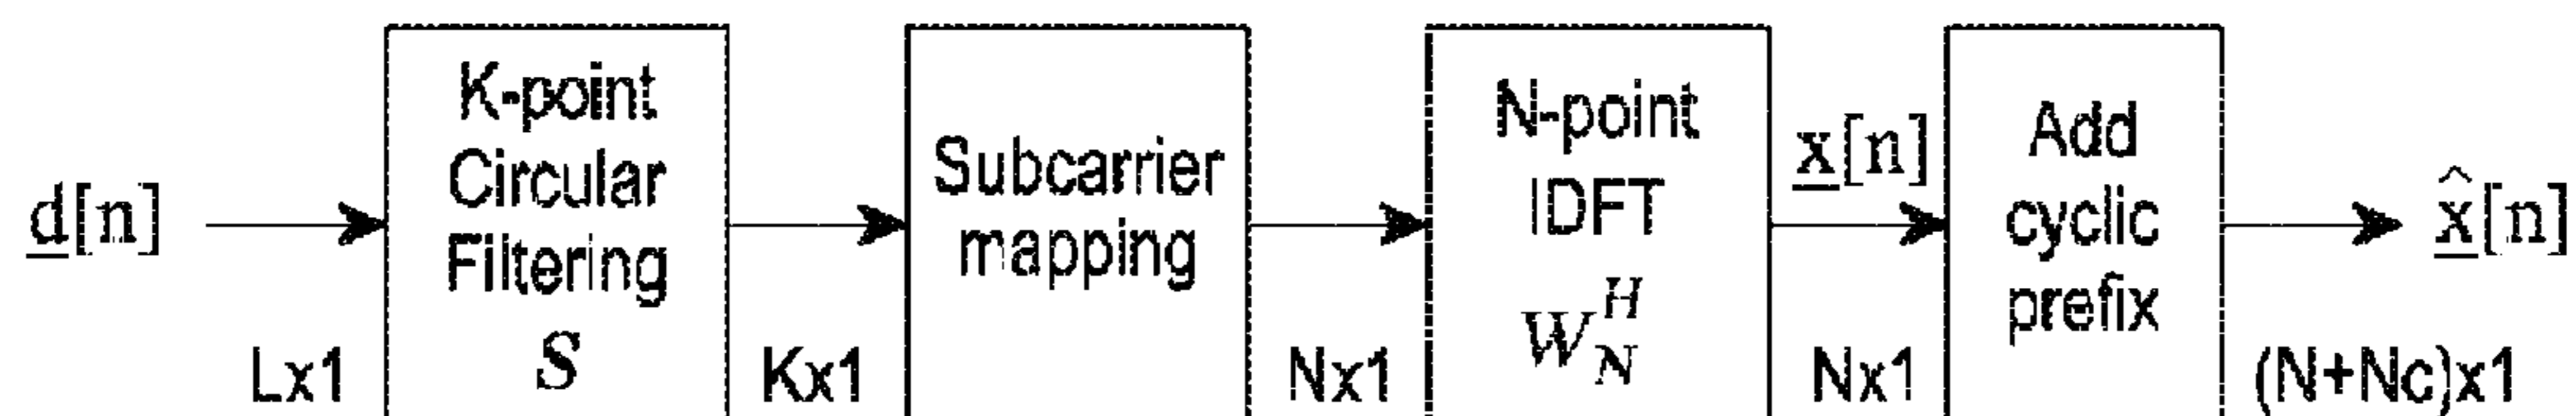 d[n]
Lx1
K-point
Circular
Filtering
S
Kx1
Subcarrier
mapping
Nx1
N-point
IDFT
W_N^H
x[n]
Nx1
Add
cyclic
prefix
x̂[n]
(N+Nc)x1